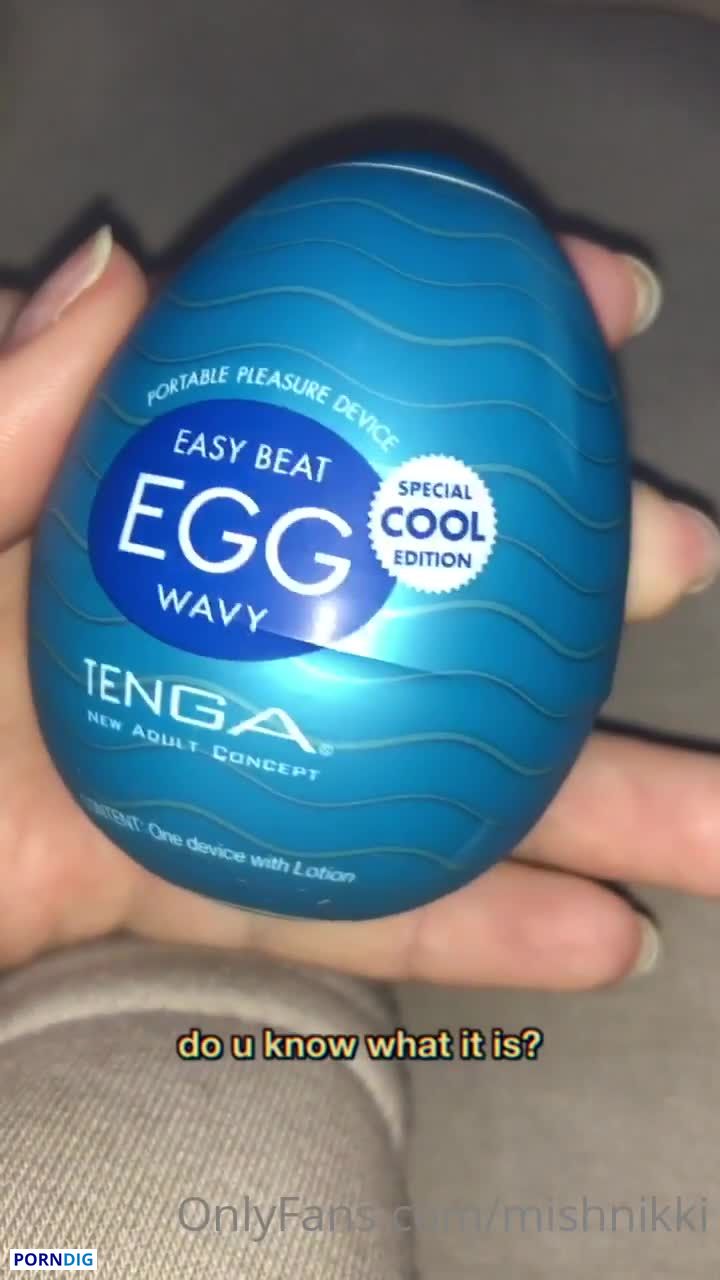 PORTABLE PLEASURE DEVICE
EASY BEAT
EGG
WAVY
SPECIAL
COOL
EDITION
TENGA®
NEW ADULT CONCEPT
CONTENT: One device with Lotion
do u know what it is?
OnlyFans.com/mishnikki
PORNDIG